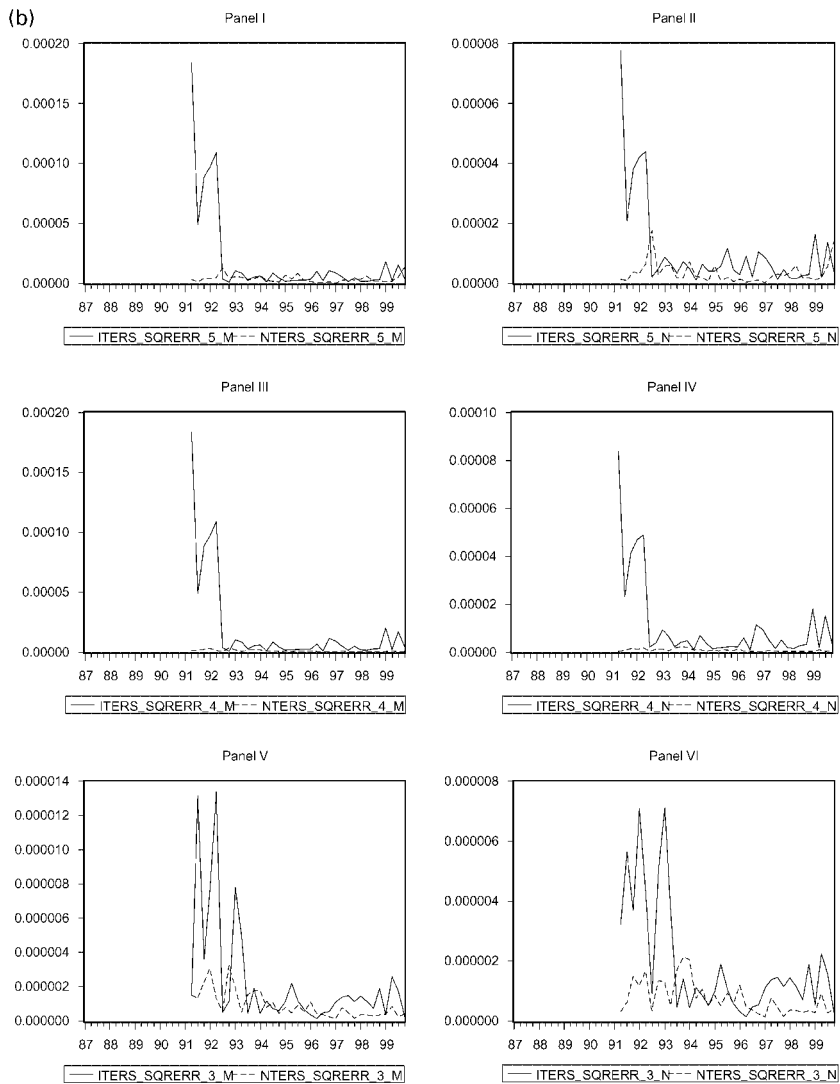 (b)
Panel I
0.00020
0.00015
0.00010
0.00005
0.00000
87 88 89 90 91 92 93 94 95 96 97 98 99
ITERS_SQRERR_5_M NTERS_SQRERR_5_M
Panel II
0.00008
0.00006
0.00004
0.00002
0.00000
87 88 89 90 91 92 93 94 95 96 97 98 99
ITERS_SQRERR_5_N NTERS_SQRERR_5_N
Panel III
0.00020
0.00015
0.00010
0.00005
0.00000
87 88 89 90 91 92 93 94 95 96 97 98 99
ITERS_SQRERR_4_M NTERS_SQRERR_4_M
Panel IV
0.00010
0.00008
0.00006
0.00004
0.00002
0.00000
87 88 89 90 91 92 93 94 95 96 97 98 99
ITERS_SQRERR_4_N NTERS_SQRERR_4_N
Panel V
0.000014
0.000012
0.000010
0.000008
0.000006
0.000004
0.000002
0.000000
87 88 89 90 91 92 93 94 95 96 97 98 99
ITERS_SQRERR_3_M NTERS_SQRERR_3_M
Panel VI
0.000008
0.000006
0.000004
0.000002
0.000000
87 88 89 90 91 92 93 94 95 96 97 98 99
ITERS_SQRERR_3_N NTERS_SQRERR_3_N